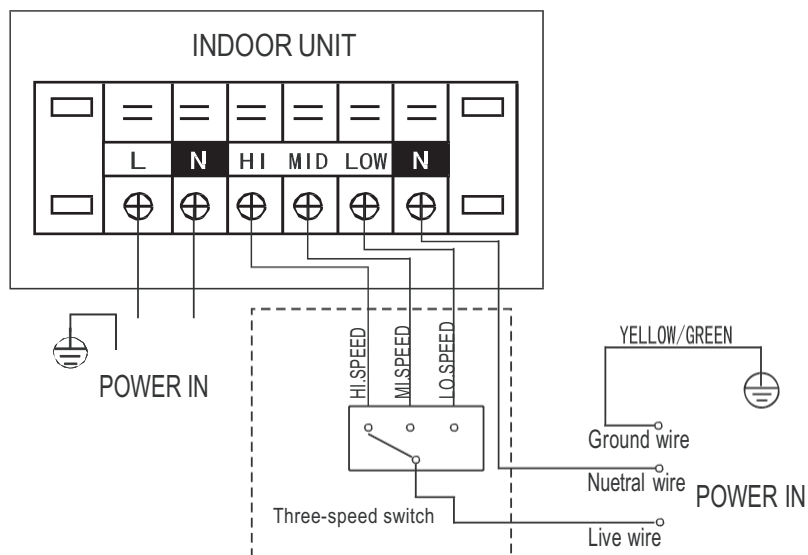 INDOOR UNIT
L N HI MID LOW N
HI.SPEED
MI.SPEED
LO.SPEED
YELLOW/GREEN
POWER IN
Ground wire
Nuetral wire
POWER IN
Three-speed switch
Live wire